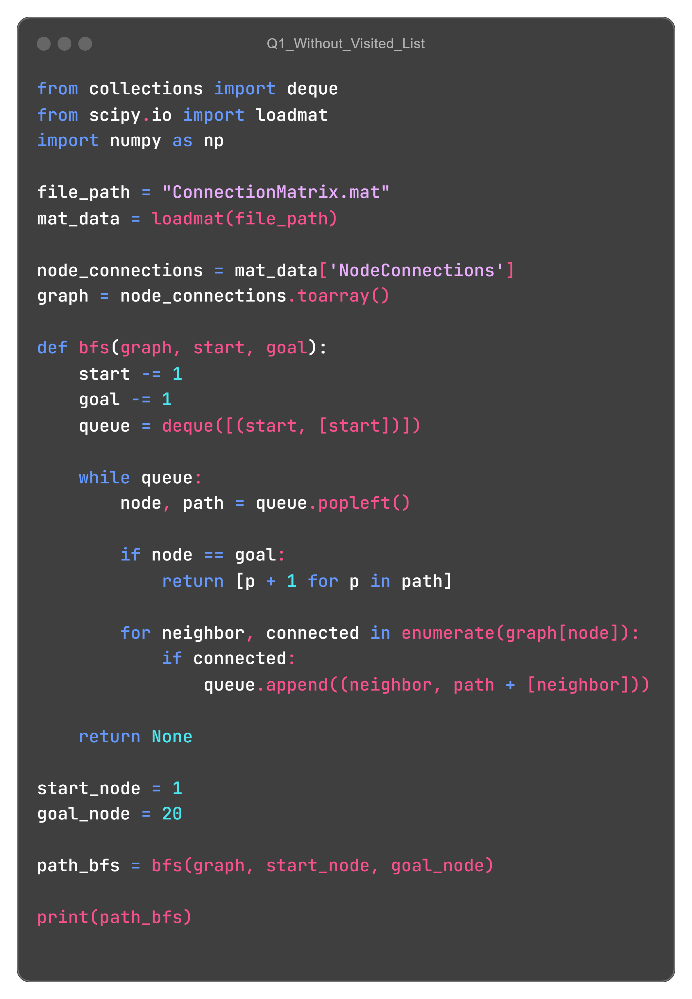 Q1_Without_Visited_List
from collections import deque
from scipy.io import loadmat
import numpy as np
file_path = "ConnectionMatrix.mat"
mat_data = loadmat(file_path)
node_connections = mat_data['NodeConnections']
graph = node_connections.toarray()
def bfs(graph, start, goal):
    start -= 1
    goal -= 1
    queue = deque([(start, [start])])
    while queue:
        node, path = queue.popleft()
        if node == goal:
            return [p + 1 for p in path]
        for neighbor, connected in enumerate(graph[node]):
            if connected:
                queue.append((neighbor, path + [neighbor]))
    return None
start_node = 1
goal_node = 20
path_bfs = bfs(graph, start_node, goal_node)
print(path_bfs)